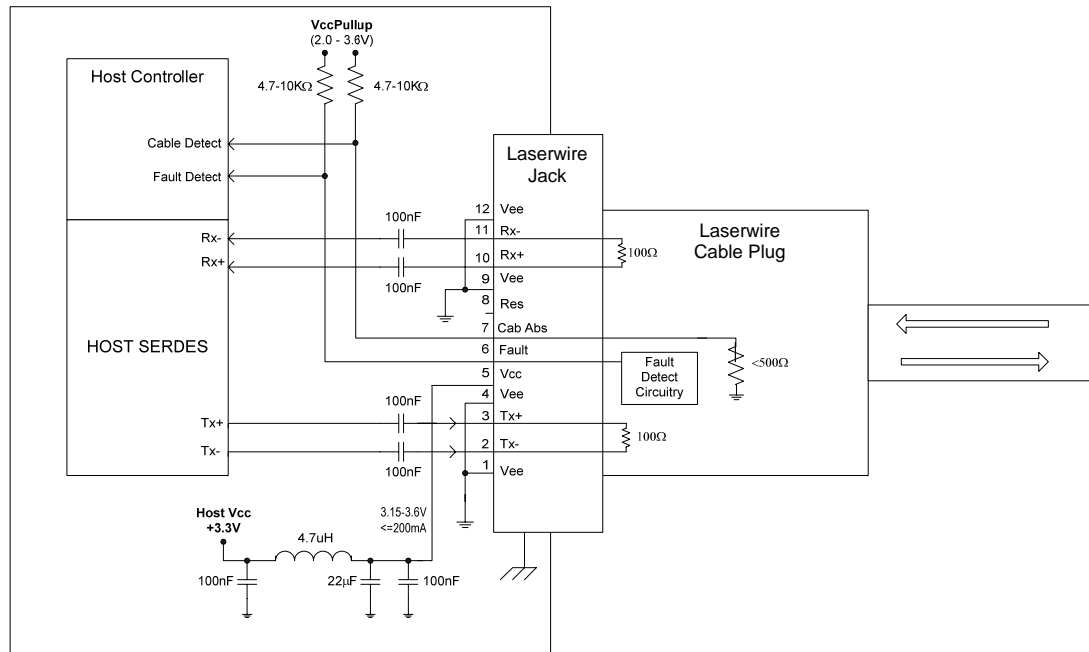 VccPullup
(2.0 - 3.6V)
Host Controller
4.7-10KΩ
4.7-10KΩ
Cable Detect
Fault Detect
Laserwire
Jack
100nF
12 Vee
11 Rx-
Rx-
Laserwire
Cable Plug
100Ω
10 Rx+
Rx+
100nF
9 Vee
8 Res
7 Cab Abs
HOST SERDES
6 Fault
Fault
Detect
Circuitry
<500Ω
5 Vcc
4 Vee
100nF
3 Tx+
Tx+
100Ω
2 Tx-
Tx-
100nF
1 Vee
Host Vcc
+3.3V
3.15-3.6V
<=200mA
4.7uH
100nF
22µF
100nF